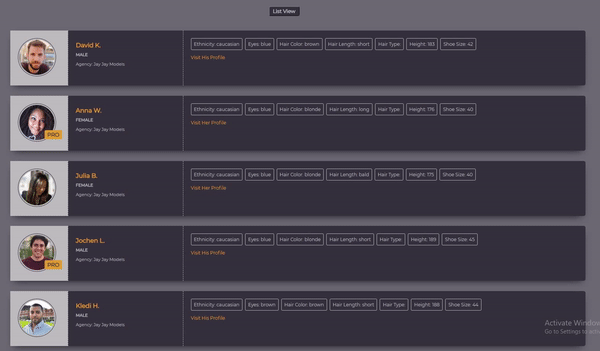 List View
David K.
MALE
Agency: Jay Jay Models
Ethnicity: caucasian Eyes: blue Hair Color: brown Hair Length: short Hair Type Height: 183 Shoe Size: 42
Visit His Profile
Anna W.
FEMALE
Agency: Jay Jay Models
PRO
Ethnicity: caucasian Eyes: blue Hair Color: blonde Hair Length: long Hair Type Height: 176 Shoe Size: 40
Visit Her Profile
Julia B.
FEMALE
Agency: Jay Jay Models
Ethnicity: caucasian Eyes: blue Hair Color: blonde Hair Length: bald Hair Type Height: 175 Shoe Size: 40
Visit Her Profile
Jochen L.
MALE
Agency: Jay Jay Models
PRO
Ethnicity: caucasian Eyes: blue Hair Color: blonde Hair Length: short Hair Type Height: 189 Shoe Size: 45
Visit His Profile
Kledi H.
MALE
Agency: Jay Jay Models
Ethnicity: caucasian Eyes: brown Hair Color: brown Hair Length: short Hair Type Height: 188 Shoe Size: 44
Visit His Profile
Activate Window
Go to Settings to activ